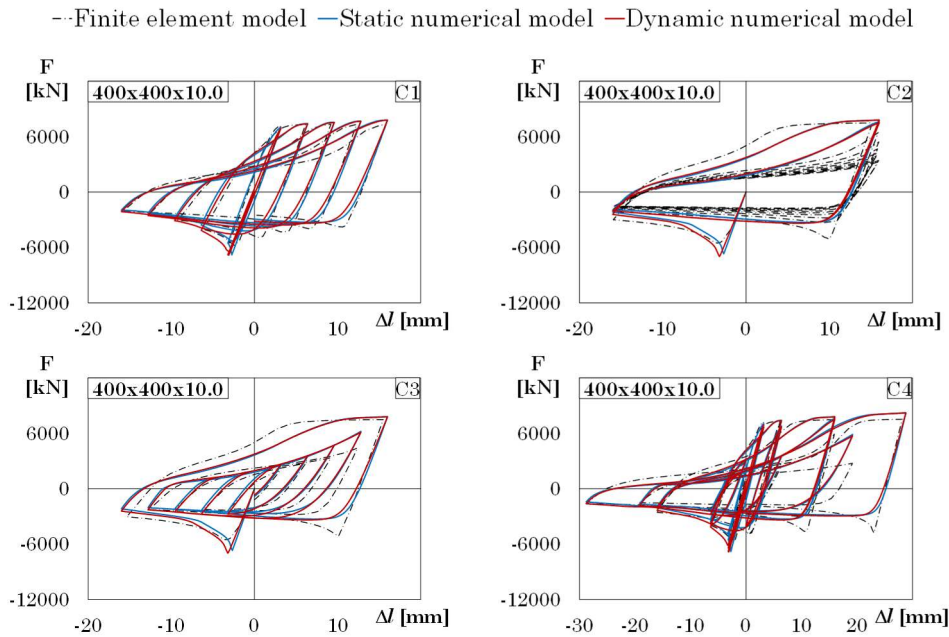 Finite element model Static numerical model Dynamic numerical model
F
[kN]
400x400x10.0 C1
6000
0
-6000
-12000
-20 -10 0 10 Δl [mm]
F
[kN]
400x400x10.0 C2
6000
0
-6000
-12000
-20 -10 0 10 Δl [mm]
F
[kN]
400x400x10.0 C3
6000
0
-6000
-12000
-20 -10 0 10 Δl [mm]
F
[kN]
400x400x10.0 C4
6000
0
-6000
-12000
-30 -20 -10 0 10 20 Δl [mm]